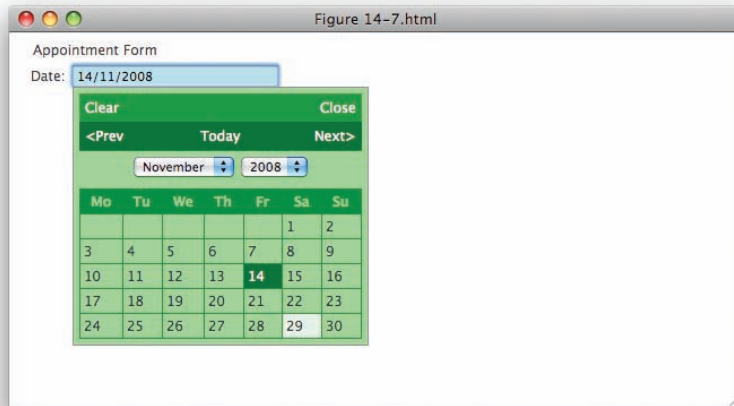 Figure 14-7.html
Appointment Form
Date: 14/11/2008
Clear Close
<Prev Today Next>
November 2008
Mo Tu We Th Fr Sa Su
1 2
3 4 5 6 7 8 9
10 11 12 13 14 15 16
17 18 19 20 21 22 23
24 25 26 27 28 29 30